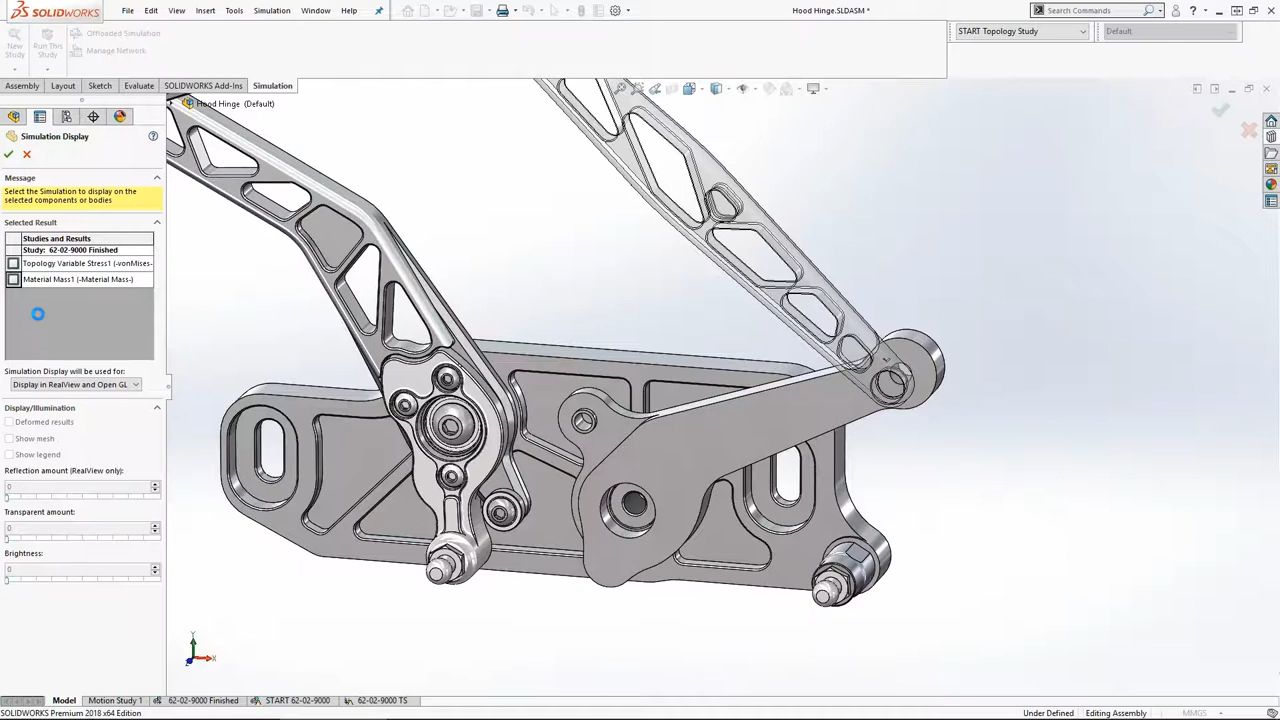 SOLIDWORKS
File Edit View Insert Tools Simulation Window Help
Hood Hinge.SLDASM *
Search Commands
New Study
Run This Study
Offloaded Simulation
Manage Network
START Topology Study
Default
Assembly Layout Sketch Evaluate SOLIDWORKS Add-Ins Simulation
Hood Hinge (Default)
Simulation Display
Message
Select the Simulation to display on the
selected components or bodies
Selected Result
Studies and Results
Study: 62-02-9000 Finished
Topology Variable Stress1 (-vonMises-
Material Mass1 (-Material Mass-)
Simulation Display will be used for:
Display in RealView and Open GL
Display/Illumination
Deformed results
Show mesh
Show legend
Reflection amount (RealView only):
0
Transparent amount:
0
Brightness:
0
Y
X
Z
Model Motion Study 1 62-02-9000 Finished START 62-02-9000 62-02-9000 TS
SOLIDWORKS Premium 2018 x64 Edition
Under Defined Editing Assembly MMGS